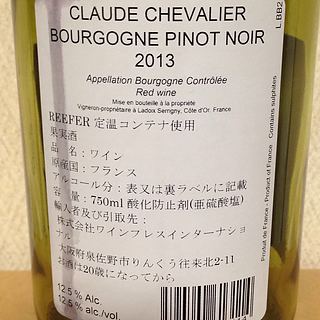 CLAUDE CHEVALIER
BOURGOGNE PINOT NOIR
2013
Appellation Bourgogne Contrôlée
Red wine
Mise en bouteille à la propriété
Vigneron-propriétaire à Ladoix Serrigny, Côte d'Or, France
REEFER 定温コンテナ使用
果実酒
品 名：ワイン
原産国：フランス
アルコール分：表又は裏ラベルに記載
容 量：750ml 酸化防止剤(亜硫酸塩)
輸入者及び引取先：
株式会社ワインプレスインターナショ
ナル
大阪府泉佐野市りんくう往来北2-11
お酒は20歳になってから
12.5 % Alc.
12.5 % alc./vol.
Produit de France - Product of France - Contains sulphites
L.BB2